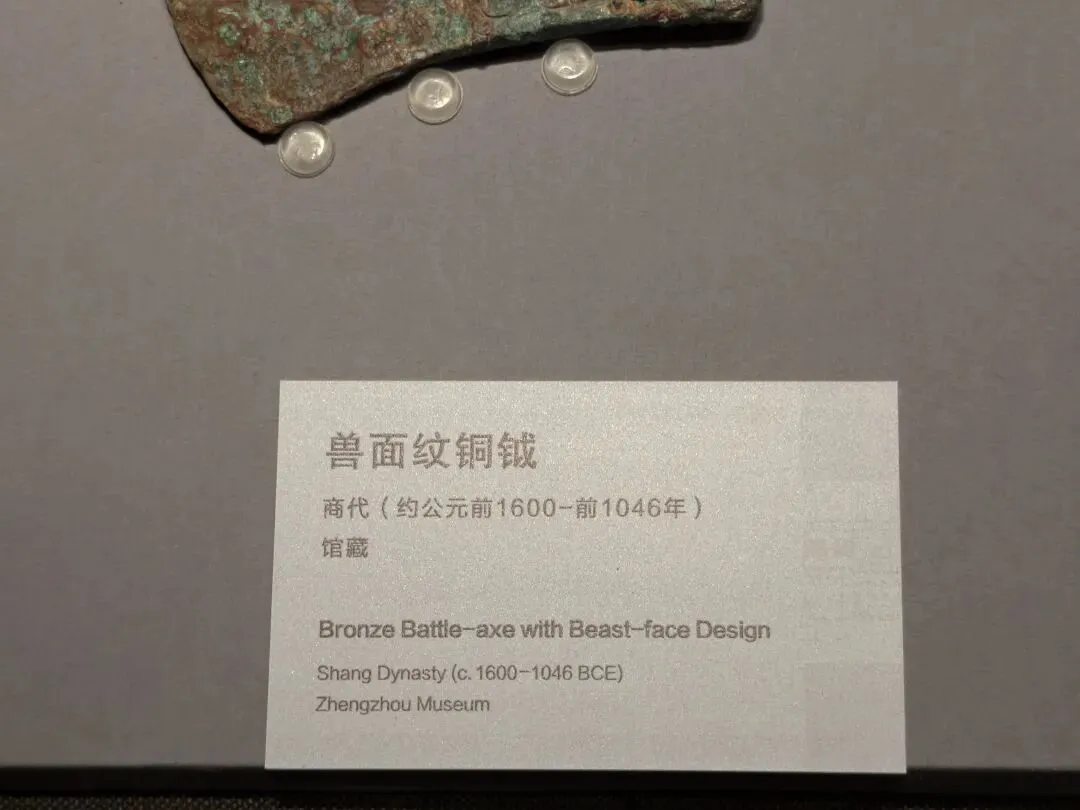 兽面纹铜钺
商代（约公元前1600-前1046年）
馆藏
Bronze Battle-axe with Beast-face Design
Shang Dynasty (c. 1600-1046 BCE)
Zhengzhou Museum